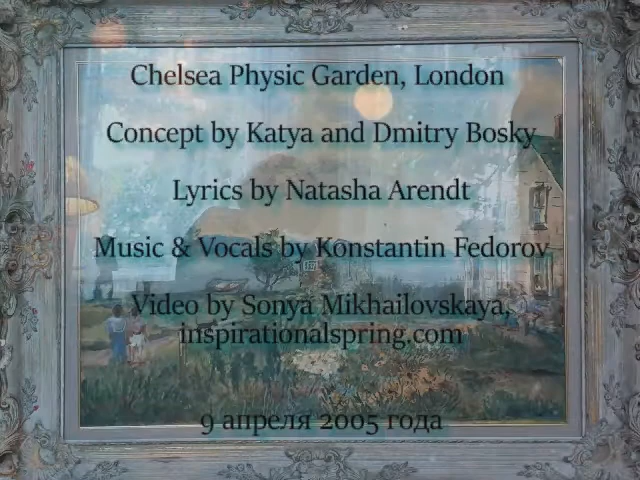 Chelsea Physic Garden, London
Concept by Katya and Dmitry Bosky
Lyrics by Natasha Arendt
Music & Vocals by Konstantin Fedorov
Video by Sonya Mikhailovskaya,
inspirationalspring.com
9 апреля 2005 года